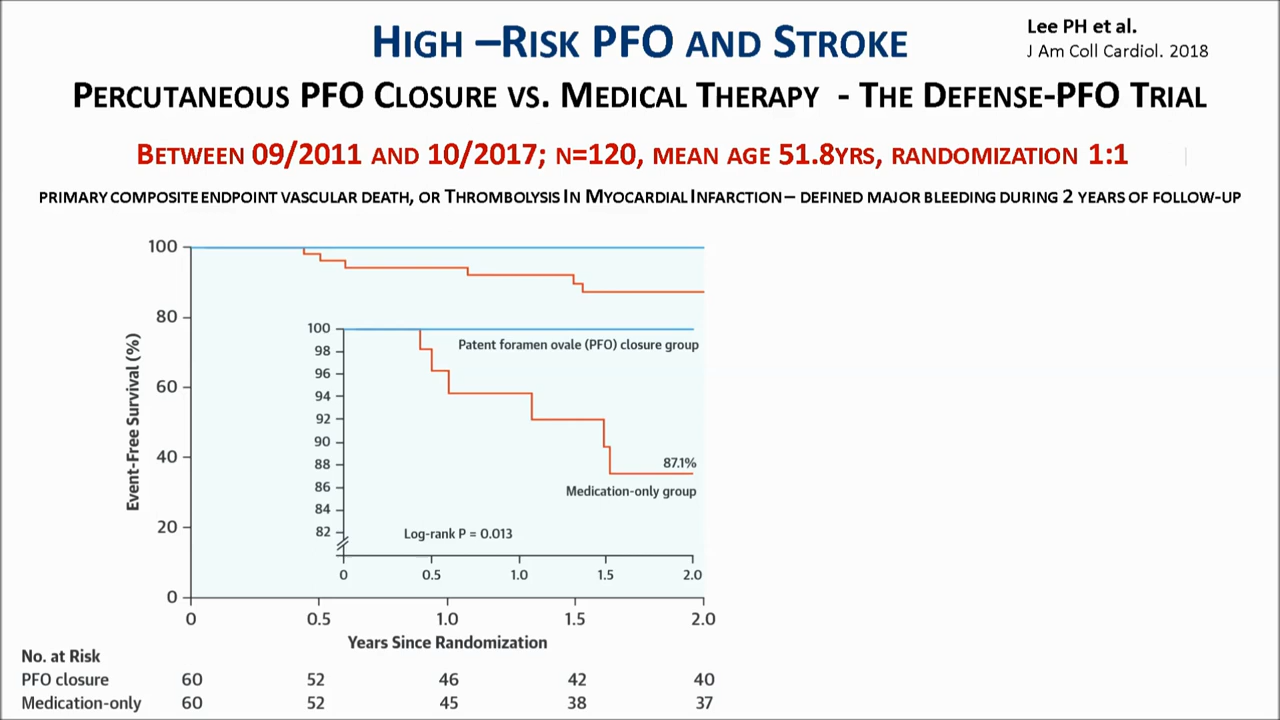 HIGH –RISK PFO AND STROKE
Lee PH et al.
J Am Coll Cardiol. 2018
PERCUTANEOUS PFO CLOSURE VS. MEDICAL THERAPY - THE DEFENSE-PFO TRIAL
BETWEEN 09/2011 AND 10/2017; N=120, MEAN AGE 51.8YRS, RANDOMIZATION 1:1
PRIMARY COMPOSITE ENDPOINT VASCULAR DEATH, OR THROMBOLYSIS IN MYOCARDIAL INFARCTION – DEFINED MAJOR BLEEDING DURING 2 YEARS OF FOLLOW-UP
Event-Free Survival (%)
100
80
60
40
20
0
100
98
96
94
92
90
88
86
84
82
Patent foramen ovale (PFO) closure group
87.1%
Medication-only group
Log-rank P = 0.013
0 0.5 1.0 1.5 2.0
0 0.5 1.0 1.5 2.0
Years Since Randomization
No. at Risk
PFO closure 60 52 46 42 40
Medication-only 60 52 45 38 37